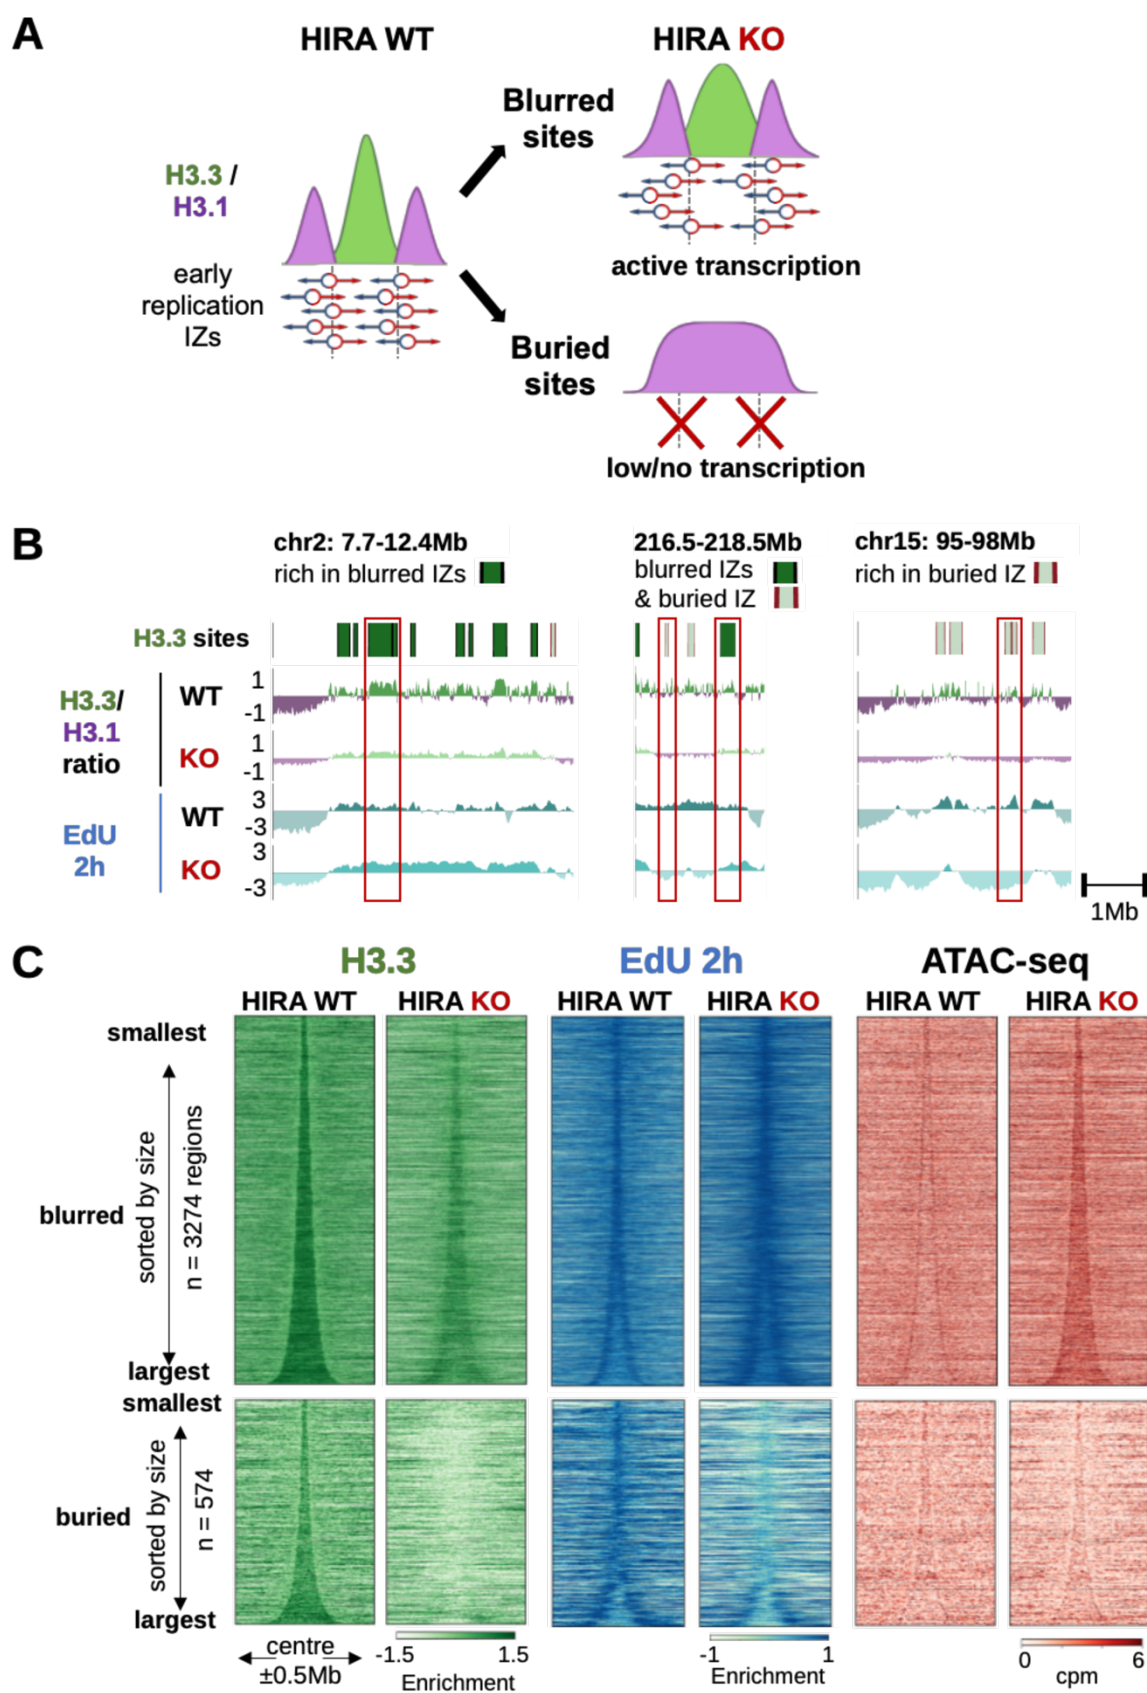 A
HIRA WT
HIRA KO
Blurred
sites
H3.3 /
H3.1
early
replication
IZs
active transcription
Buried
sites
low/no transcription
B
chr2: 7.7-12.4Mb
rich in blurred IZs
216.5-218.5Mb
blurred IZs
& buried IZ
chr15: 95-98Mb
rich in buried IZ
H3.3 sites
H3.3/
H3.1
ratio
WT
1
-1
KO
1
-1
EdU
2h
WT
3
-3
KO
3
-3
1Mb
C
H3.3
EdU 2h
ATAC-seq
HIRA WT
HIRA KO
HIRA WT
HIRA KO
HIRA WT
HIRA KO
smallest
blurred
sorted by size
n = 3274 regions
largest
smallest
buried
sorted by size
n = 574
largest
centre
±0.5Mb
-1.5
1.5
Enrichment
-1
1
Enrichment
0
6
cpm